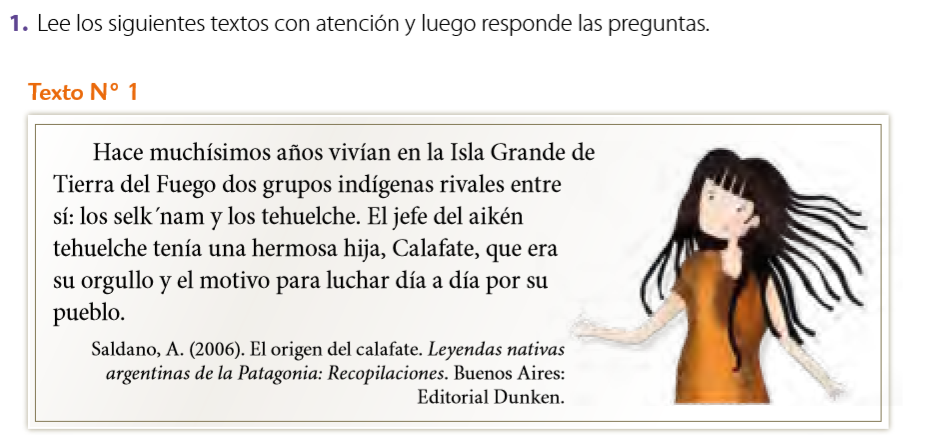 1. Lee los siguientes textos con atención y luego responde las preguntas.
Texto N° 1
Hace muchísimos años vivían en la Isla Grande de
Tierra del Fuego dos grupos indígenas rivales entre
sí: los selk´nam y los tehuelche. El jefe del aikén
tehuelche tenía una hermosa hija, Calafate, que era
su orgullo y el motivo para luchar día a día por su
pueblo.
Saldano, A. (2006). El origen del calafate. Leyendas nativas
argentinas de la Patagonia: Recopilaciones. Buenos Aires:
Editorial Dunken.